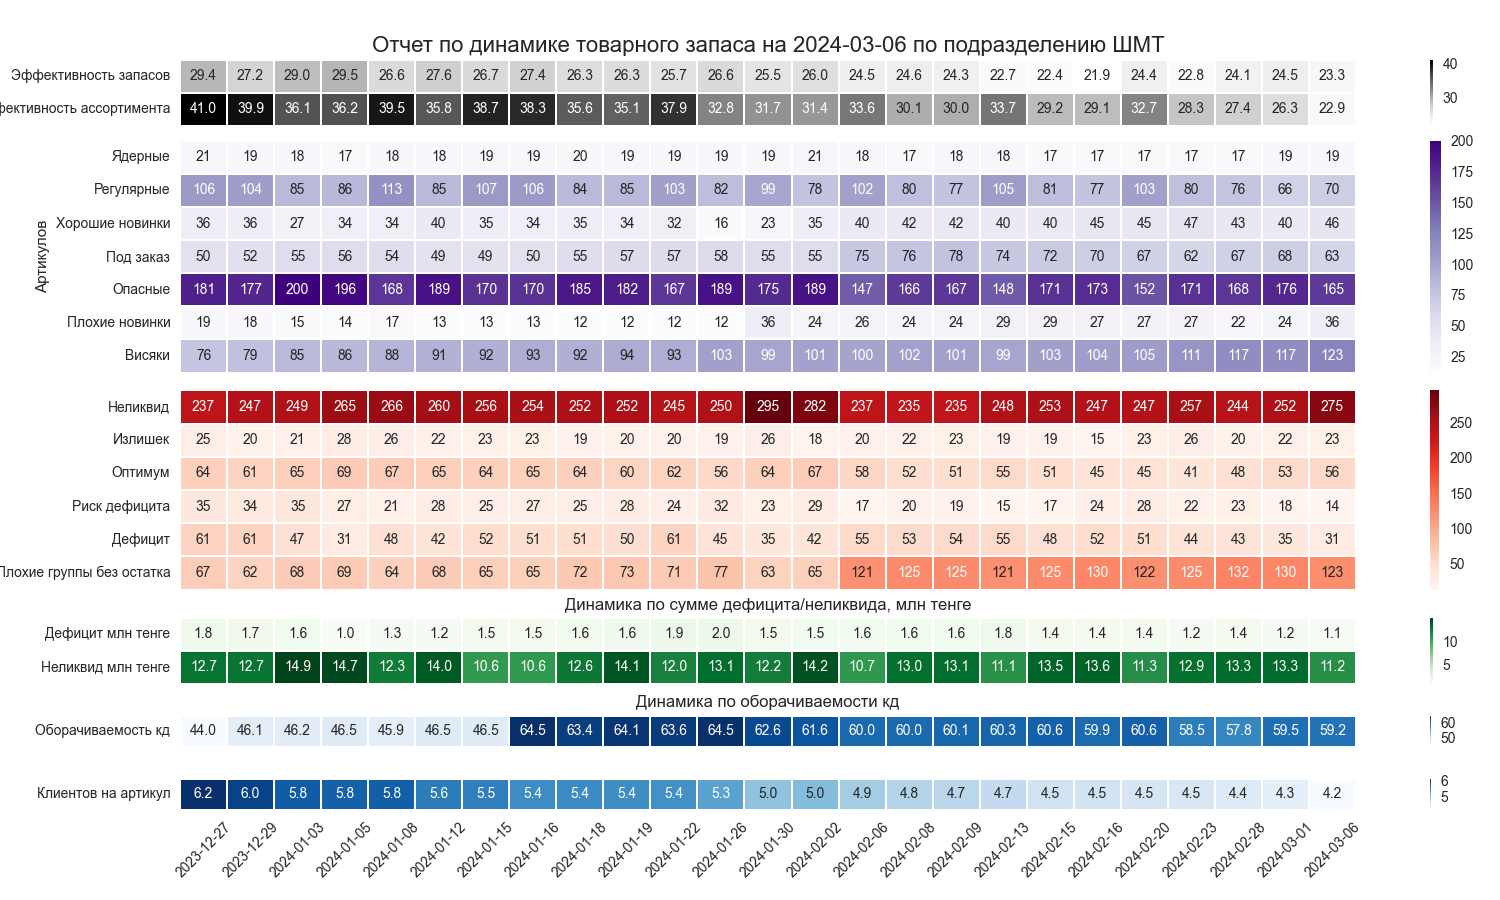 Отчет по динамике товарного запаса на 2024-03-06 по подразделению ШМТ
Эффективность запасов 29.4 27.2 29.0 29.5 26.6 27.6 26.7 27.4 26.3 26.3 25.7 26.6 25.5 26.0 24.5 24.6 24.3 22.7 22.4 21.9 24.4 22.8 24.1 24.5 23.3
фективность ассортимента 41.0 39.9 36.1 36.2 39.5 35.8 38.7 38.3 35.6 35.1 37.9 32.8 31.7 31.4 33.6 30.1 30.0 33.7 29.2 29.1 32.7 28.3 27.4 26.3 22.9
40
30
Артикулов
Ядерные 21 19 18 17 18 18 19 19 20 19 19 19 19 21 18 17 18 18 17 17 17 17 17 19 19
Регулярные 106 104 85 86 113 85 107 106 84 85 103 82 99 78 102 80 77 105 81 77 103 80 76 66 70
Хорошие новинки 36 36 27 34 34 40 35 34 35 34 32 16 23 35 40 42 42 40 40 45 45 47 43 40 46
Под заказ 50 52 55 56 54 49 49 50 55 57 57 58 55 55 75 76 78 74 72 70 67 62 67 68 63
Опасные 181 177 200 196 168 189 170 170 185 182 167 189 175 189 147 166 167 148 171 173 152 171 168 176 165
Плохие новинки 19 18 15 14 17 13 13 13 12 12 12 12 36 24 26 24 24 29 29 27 27 27 22 24 36
Висяки 76 79 85 86 88 91 92 93 92 94 93 103 99 101 100 102 101 99 103 104 105 111 117 117 123
200
175
150
125
100
75
50
25
Неликвид 237 247 249 265 266 260 256 254 252 252 245 250 295 282 237 235 235 248 253 247 247 257 244 252 275
Излишек 25 20 21 28 26 22 23 23 19 20 20 19 26 18 20 22 23 19 19 15 23 26 20 22 23
Оптимум 64 61 65 69 67 65 64 65 64 60 62 56 64 67 58 52 51 55 51 45 45 41 48 53 56
Риск дефицита 35 34 35 27 21 28 25 27 25 28 24 32 23 29 17 20 19 15 17 24 28 22 23 18 14
Дефицит 61 61 47 31 48 42 52 51 51 50 61 45 35 42 55 53 54 55 48 52 51 44 43 35 31
Плохие группы без остатка 67 62 68 69 64 68 65 65 72 73 71 77 63 65 121 125 125 121 125 130 122 125 132 130 123
250
200
150
100
50
Динамика по сумме дефицита/неликвида, млн тенге
Дефицит млн тенге 1.8 1.7 1.6 1.0 1.3 1.2 1.5 1.5 1.6 1.6 1.9 2.0 1.5 1.5 1.6 1.6 1.6 1.8 1.4 1.4 1.4 1.2 1.4 1.2 1.1
Неликвид млн тенге 12.7 12.7 14.9 14.7 12.3 14.0 10.6 10.6 12.6 14.1 12.0 13.1 12.2 14.2 10.7 13.0 13.1 11.1 13.5 13.6 11.3 12.9 13.3 13.3 11.2
10
5
Динамика по оборачиваемости кд
Оборачиваемость кд 44.0 46.1 46.2 46.5 45.9 46.5 46.5 64.5 63.4 64.1 63.6 64.5 62.6 61.6 60.0 60.0 60.1 60.3 60.6 59.9 60.6 58.5 57.8 59.5 59.2
60
50
Клиентов на артикул 6.2 6.0 5.8 5.8 5.8 5.6 5.5 5.4 5.4 5.4 5.4 5.3 5.0 5.0 4.9 4.8 4.7 4.7 4.5 4.5 4.5 4.5 4.4 4.3 4.2
6
5
2023-12-27 2023-12-29 2024-01-03 2024-01-05 2024-01-08 2024-01-12 2024-01-15 2024-01-16 2024-01-18 2024-01-19 2024-01-22 2024-01-26 2024-01-30 2024-02-02 2024-02-06 2024-02-08 2024-02-09 2024-02-13 2024-02-15 2024-02-16 2024-02-20 2024-02-23 2024-02-28 2024-03-01 2024-03-06